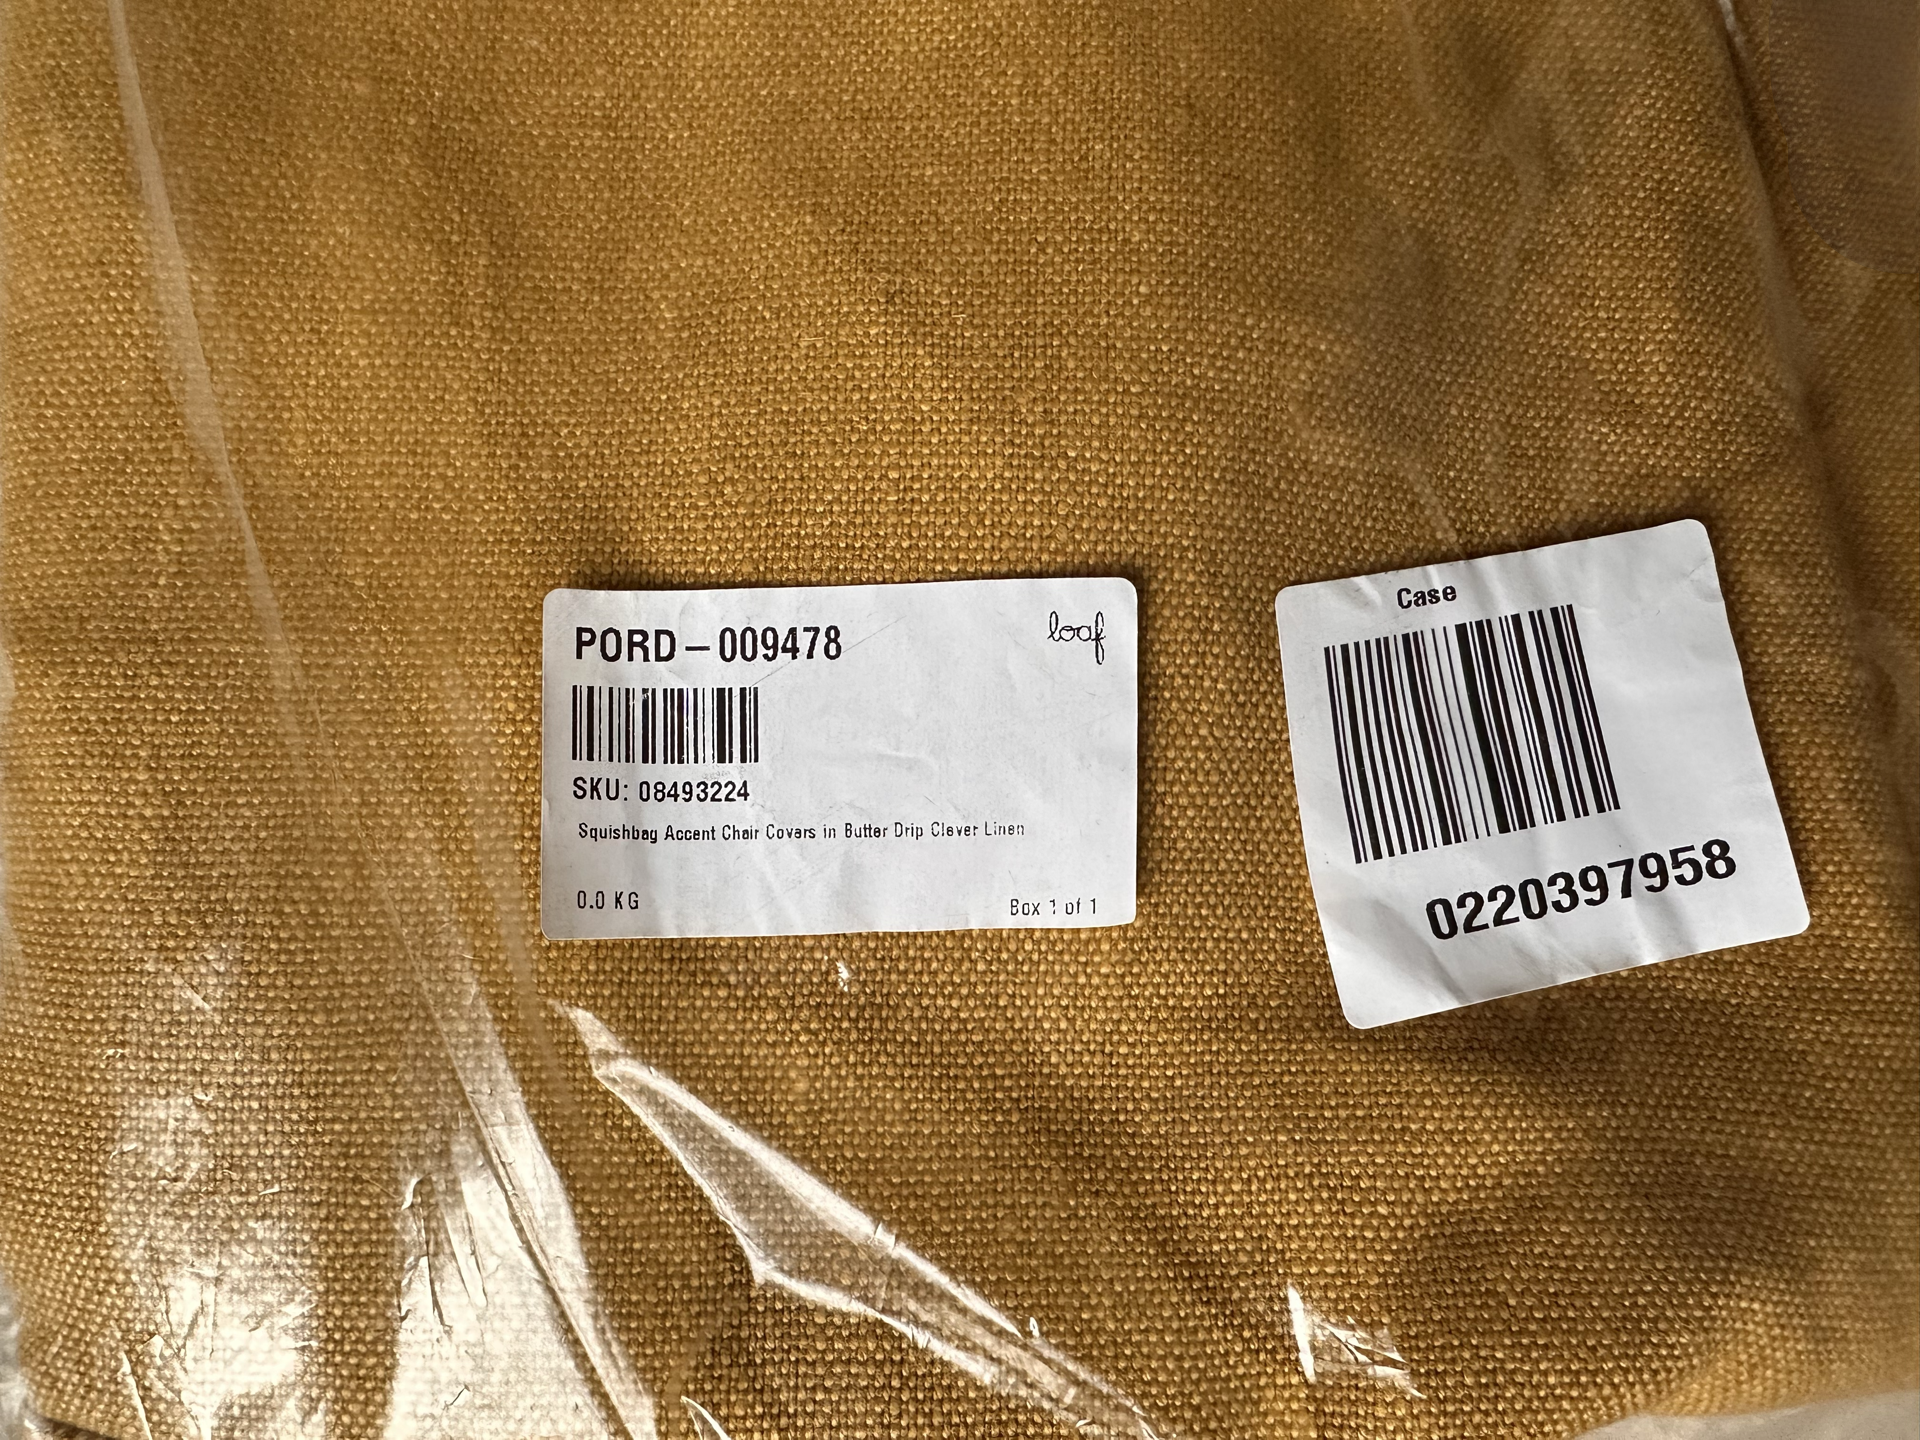 PORD-009478
loaf
SKU: 08493224
Squishbag Accent Chair Covers in Butter Drip Clever Linen
0.0 KG
Box 1 of 1
Case
0220397958